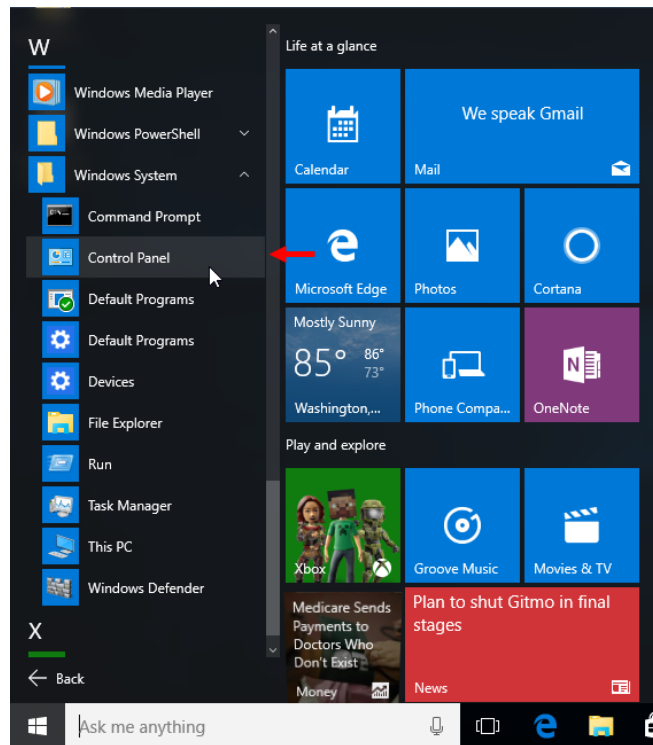 W
Windows Media Player
Windows PowerShell
Windows System
Command Prompt
Control Panel
Default Programs
Default Programs
Devices
File Explorer
Run
Task Manager
This PC
Windows Defender
X
Back
Life at a glance
Calendar
We speak Gmail
Mail
Microsoft Edge
Photos
Cortana
Mostly Sunny
85° 86°
73°
Washington,...
Phone Compa...
N
OneNote
Play and explore
Xbox
Groove Music
Movies & TV
Medicare Sends
Payments to
Doctors Who
Don't Exist
Money
Plan to shut Gitmo in final
stages
News
Ask me anything